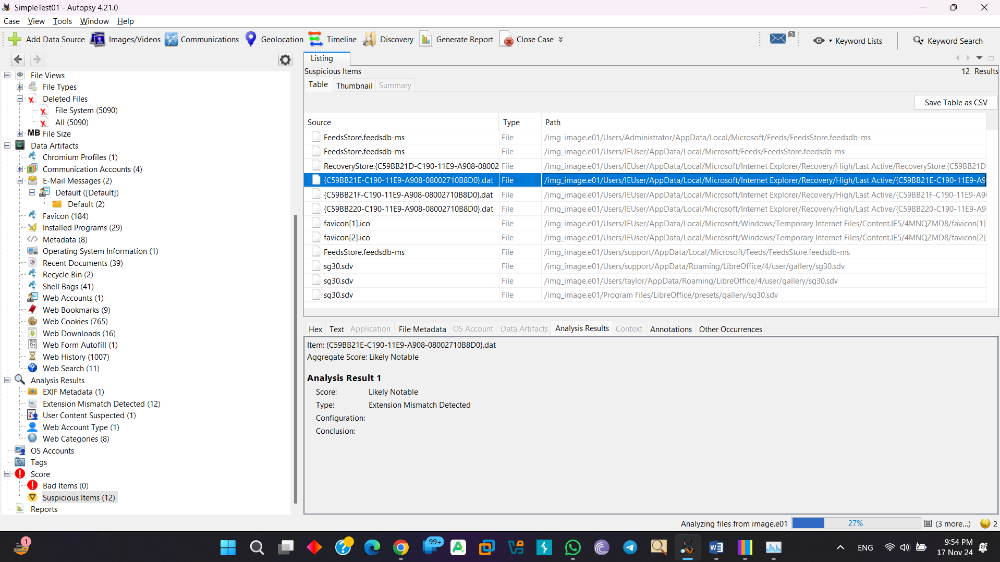 SimpleTest01 - Autopsy 4.21.0
Case View Tools Window Help
Add Data Source Images/Videos Communications Geolocation Timeline Discovery Generate Report Close Case 3 Keyword Lists Keyword Search
File Views
File Types
Deleted Files
File System (5090)
All (5090)
MB File Size
Data Artifacts
Chromium Profiles (1)
Communication Accounts (4)
E-Mail Messages (2)
Default ([Default])
Default (2)
Favicon (184)
Installed Programs (29)
Metadata (8)
Operating System Information (1)
Recent Documents (39)
Recycle Bin (2)
Shell Bags (41)
Web Accounts (1)
Web Bookmarks (9)
Web Cookies (765)
Web Downloads (16)
Web Form Autofill (1)
Web History (1007)
Web Search (11)
Analysis Results
EXIF Metadata (1)
Extension Mismatch Detected (12)
User Content Suspected (1)
Web Account Type (1)
Web Categories (8)
OS Accounts
Tags
Score
Bad Items (0)
Suspicious Items (12)
Reports
Listing
Suspicious Items 12 Results
Table Thumbnail Summary
Save Table as CSV
Source Type Path
FeedsStore.feedsdb-ms File /img_image.e01/Users/Administrator/AppData/Local/Microsoft/Feeds/FeedsStore.feedsdb-ms
FeedsStore.feedsdb-ms File /img_image.e01/Users/IEUser/AppData/Local/Microsoft/Feeds/FeedsStore.feedsdb-ms
RecoveryStore.{C59BB21D-C190-11E9-A908-08002 File /img_image.e01/Users/IEUser/AppData/Local/Microsoft/Internet Explorer/Recovery/High/Last Active/RecoveryStore.{C59BB21D
{C59BB21E-C190-11E9-A908-08002710B8D0}.dat File /img_image.e01/Users/IEUser/AppData/Local/Microsoft/Internet Explorer/Recovery/High/Last Active/{C59BB21E-C190-11E9-A9
{C59BB21F-C190-11E9-A908-08002710B8D0}.dat File /img_image.e01/Users/IEUser/AppData/Local/Microsoft/Internet Explorer/Recovery/High/Last Active/{C59BB21F-C190-11E9-A9
{C59BB220-C190-11E9-A908-08002710B8D0}.dat File /img_image.e01/Users/IEUser/AppData/Local/Microsoft/Internet Explorer/Recovery/High/Last Active/{C59BB220-C190-11E9-A9
favicon[1].ico File /img_image.e01/Users/IEUser/AppData/Local/Microsoft/Windows/Temporary Internet Files/Content.IE5/4MNQZMD8/favicon[1].
favicon[2].ico File /img_image.e01/Users/IEUser/AppData/Local/Microsoft/Windows/Temporary Internet Files/Content.IE5/4MNQZMD8/favicon[2].
FeedsStore.feedsdb-ms File /img_image.e01/Users/support/AppData/Local/Microsoft/Feeds/FeedsStore.feedsdb-ms
sg30.sdv File /img_image.e01/Users/support/AppData/Roaming/LibreOffice/4/user/gallery/sg30.sdv
sg30.sdv File /img_image.e01/Users/taylor/AppData/Roaming/LibreOffice/4/user/gallery/sg30.sdv
sg30.sdv File /img_image.e01/Program Files/LibreOffice/presets/gallery/sg30.sdv
Hex Text Application File Metadata OS Account Data Artifacts Analysis Results Context Annotations Other Occurrences
Item: {C59BB21E-C190-11E9-A908-08002710B8D0}.dat
Aggregate Score: Likely Notable
Analysis Result 1
Score: Likely Notable
Type: Extension Mismatch Detected
Configuration:
Conclusion:
Analyzing files from image.e01 27% (3 more...) 2
1 99+ ENG 9:54 PM
17 Nov 24